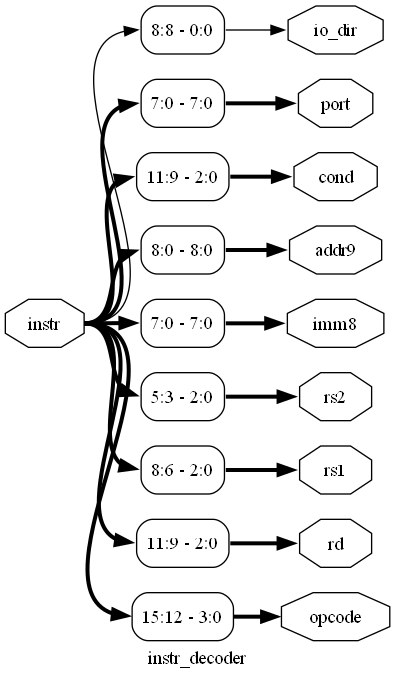 8:8 - 0:0 io_dir
7:0 - 7:0 port
11:9 - 2:0 cond
8:0 - 8:0 addr9
instr 7:0 - 7:0 imm8
5:3 - 2:0 rs2
8:6 - 2:0 rs1
11:9 - 2:0 rd
15:12 - 3:0 opcode
instr_decoder